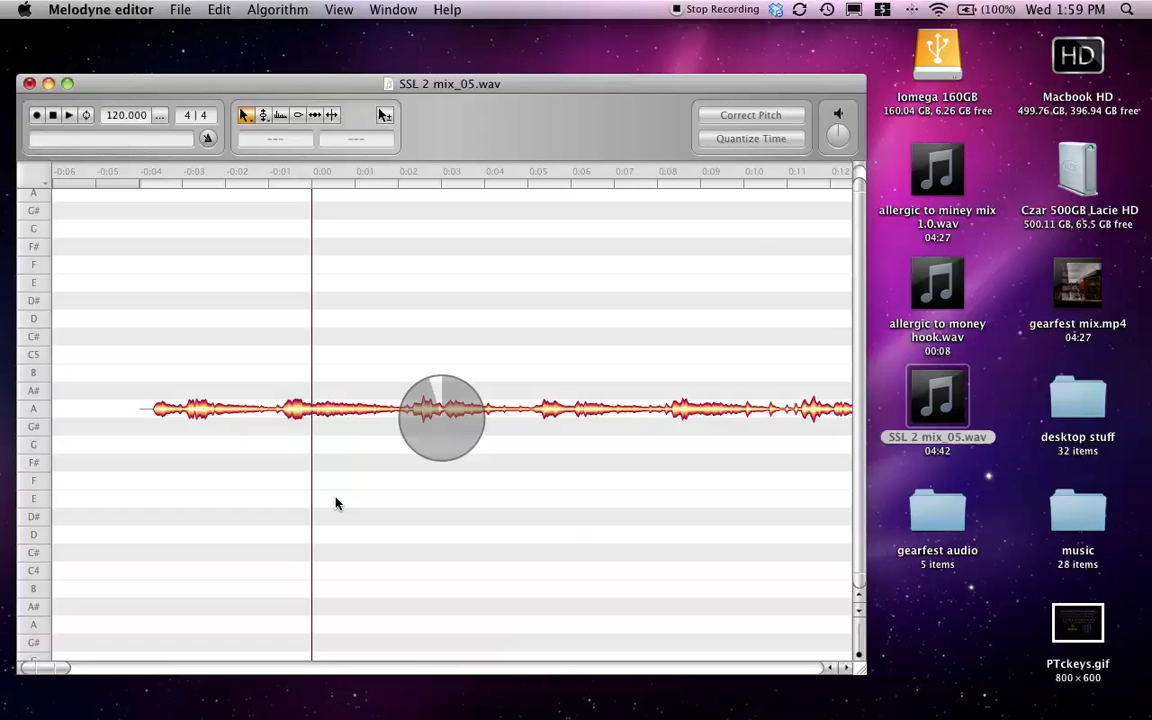 Melodyne editor File Edit Algorithm View Window Help
Stop Recording 5 (100%) Wed 1:59 PM
SSL 2 mix_05.wav
120.000 ... 4 | 4
--- ---
Correct Pitch
Quantize Time
-0:06 -0:05 -0:04 -0:03 -0:02 -0:01 0:00 0:01 0:02 0:03 0:04 0:05 0:06 0:07 0:08 0:09 0:10 0:11 0:12
A
G#
G
F#
F
E
D#
D
C#
C5
B
A#
A
G#
G
F#
F
E
D#
D
C#
C4
B
A#
A
G#
Iomega 160GB
160.04 GB, 6.26 GB free
HD
Macbook HD
499.76 GB, 396.94 GB free
allergic to miney mix
1.0.wav
04:27
Czar 500GB Lacie HD
500.11 GB, 65.5 GB free
allergic to money
hook.wav
00:08
gearfest mix.mp4
04:27
SSL 2 mix_05.wav
04:42
desktop stuff
32 items
gearfest audio
5 items
music
28 items
PTckeys.gif
800 × 600